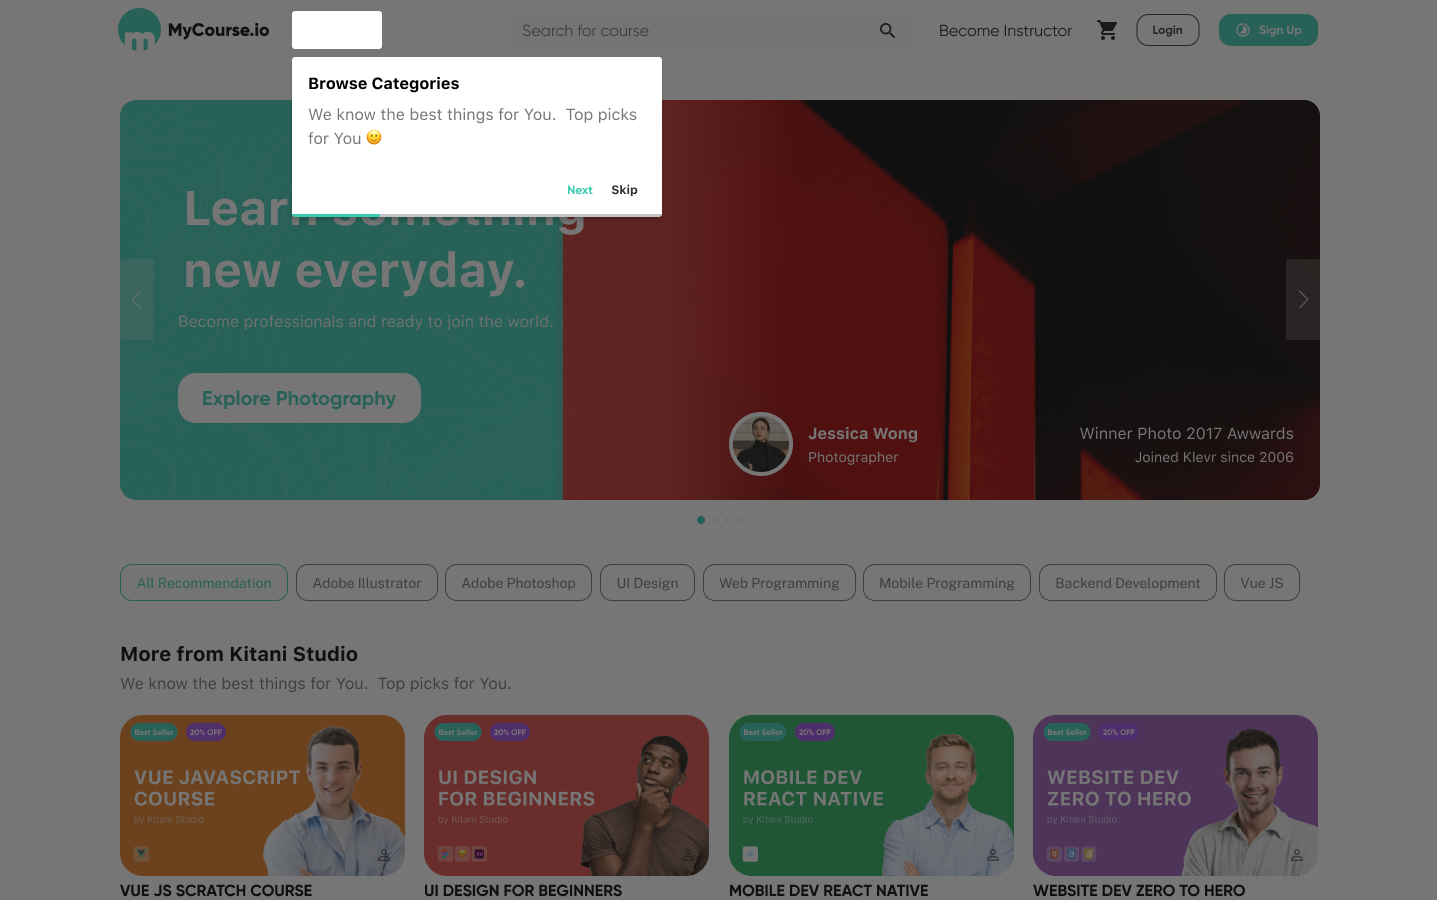 MyCourse.io
Search for course
Become Instructor
Login
Sign Up
Browse Categories
We know the best things for You. Top picks
for You 🙂
Next
Skip
Learn something
new everyday.
Become professionals and ready to join the world.
Explore Photography
Jessica Wong
Photographer
Winner Photo 2017 Awwards
Joined Klevr since 2006
All Recommendation
Adobe Illustrator
Adobe Photoshop
UI Design
Web Programming
Mobile Programming
Backend Development
Vue JS
More from Kitani Studio
We know the best things for You. Top picks for You.
Best Seller
20% OFF
VUE JAVASCRIPT
COURSE
by Kitani Studio
Best Seller
20% OFF
UI DESIGN
FOR BEGINNERS
by Kitani Studio
Best Seller
20% OFF
MOBILE DEV
REACT NATIVE
by Kitani Studio
Best Seller
20% OFF
WEBSITE DEV
ZERO TO HERO
by Kitani Studio
VUE JS SCRATCH COURSE
UI DESIGN FOR BEGINNERS
MOBILE DEV REACT NATIVE
WEBSITE DEV ZERO TO HERO